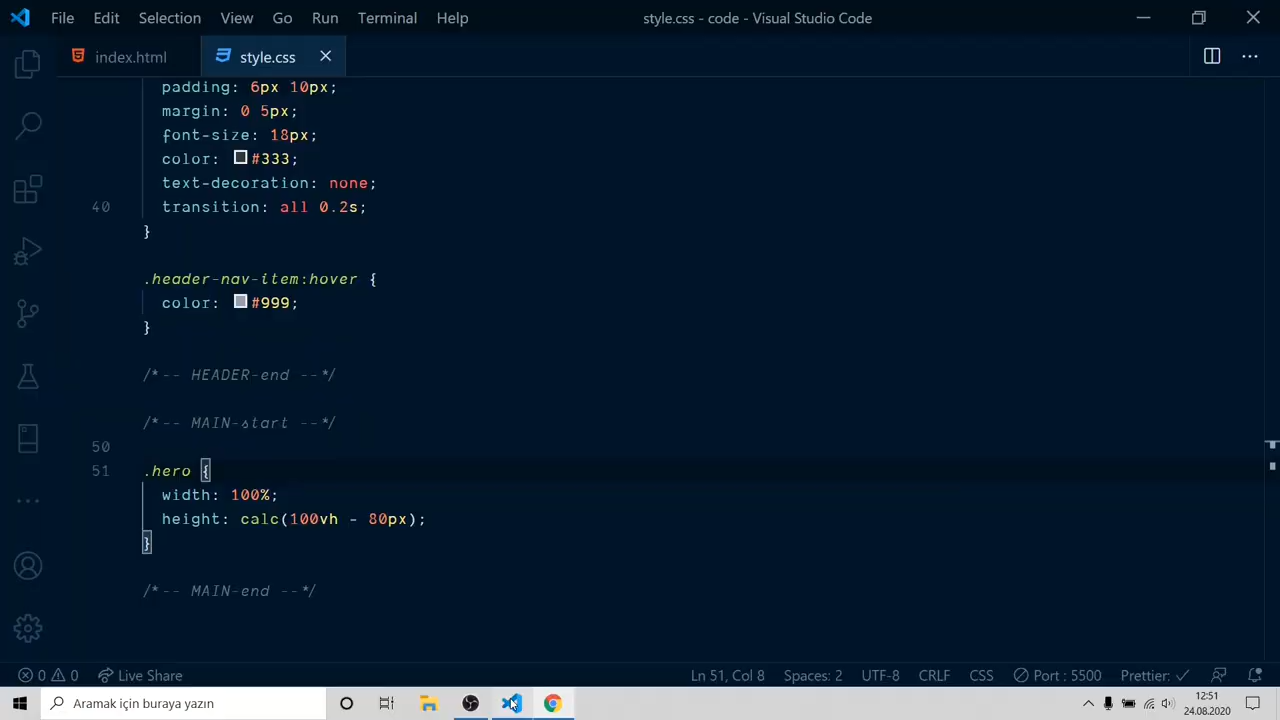 File Edit Selection View Go Run Terminal Help style.css - code - Visual Studio Code
index.html style.css
padding: 6px 10px;
margin: 0 5px;
font-size: 18px;
color: #333;
text-decoration: none;
40 transition: all 0.2s;
}
.header-nav-item:hover {
color: #999;
}
/*-- HEADER-end --*/
/*-- MAIN-start --*/
50
51 .hero {
width: 100%;
height: calc(100vh - 80px);
}
/*-- MAIN-end --*/
0 0 Live Share Ln 51, Col 8 Spaces: 2 UTF-8 CRLF CSS Port : 5500 Prettier:
Aramak için buraya yazın 12:51
24.08.2020